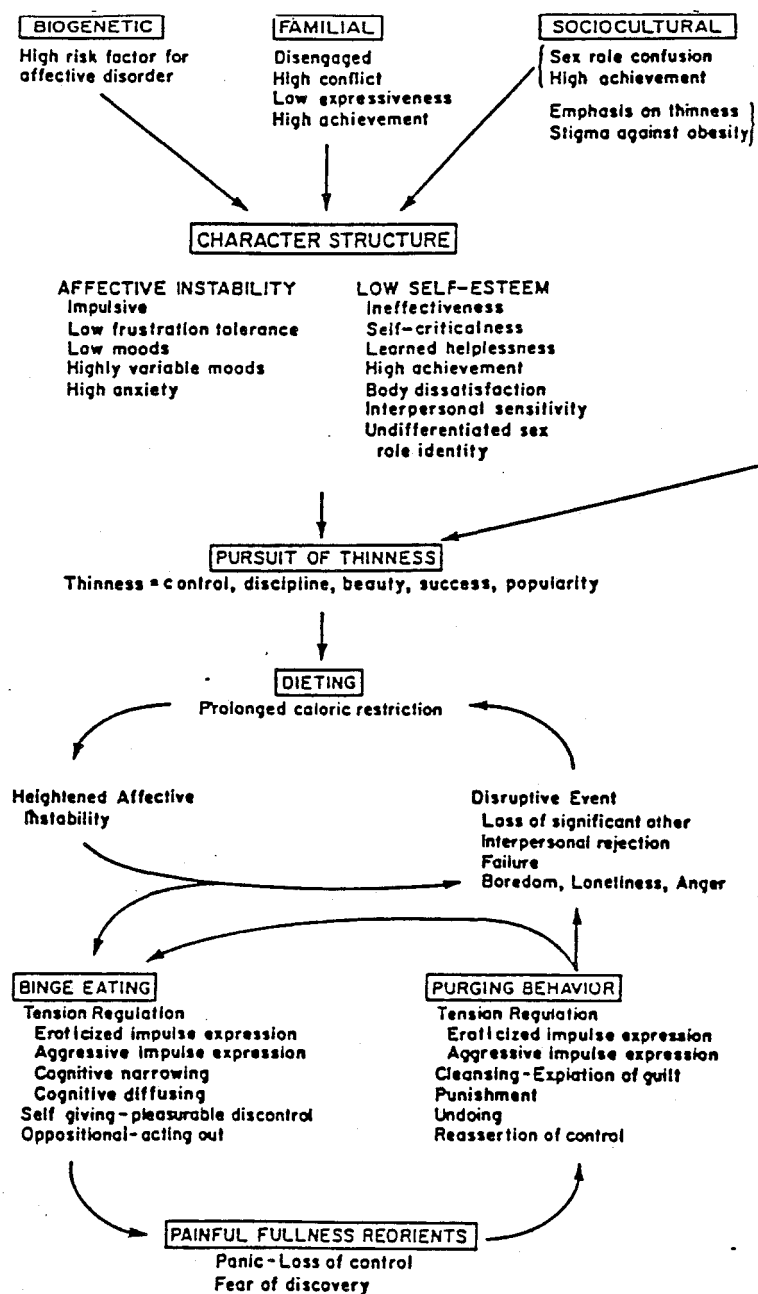 BIOGENETIC
High risk factor for
affective disorder
FAMILIAL
Disengaged
High conflict
Low expressiveness
High achievement
SOCIOCULTURAL
Sex role confusion
High achievement
Emphasis on thinness
Stigma against obesity
CHARACTER STRUCTURE
AFFECTIVE INSTABILITY
Impulsive
Low frustration tolerance
Low moods
Highly variable moods
High anxiety
LOW SELF-ESTEEM
Ineffectiveness
Self-criticalness
Learned helplessness
High achievement
Body dissatisfaction
Interpersonal sensitivity
Undifferentiated sex
role identity
PURSUIT OF THINNESS
Thinness = control, discipline, beauty, success, popularity
DIETING
Prolonged caloric restriction
Heightened Affective
Instability
Disruptive Event
Loss of significant other
Interpersonal rejection
Failure
Boredom, Loneliness, Anger
BINGE EATING
Tension Regulation
Eroticized impulse expression
Aggressive impulse expression
Cognitive narrowing
Cognitive diffusing
Self giving-pleasurable discontrol
Oppositional-acting out
PURGING BEHAVIOR
Tension Regulation
Eroticized impulse expression
Aggressive impulse expression
Cleansing-Expiation of guilt
Punishment
Undoing
Reassertion of control
PAINFUL FULLNESS REORIENTS
Panic-Loss of control
Fear of discovery